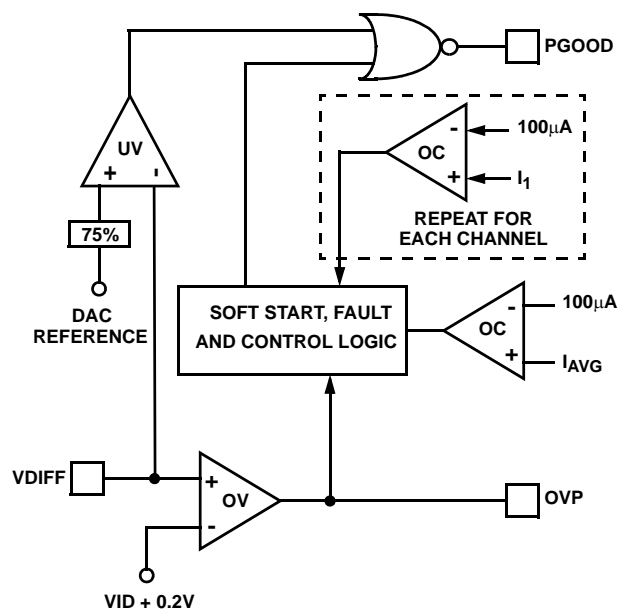 PGOOD
100μA
-
OC
+
I1
REPEAT FOR
EACH CHANNEL
UV
+
-
75%
DAC
REFERENCE
SOFT START, FAULT
AND CONTROL LOGIC
100μA
-
OC
+
IAVG
VDIFF
+
OV
-
OVP
VID + 0.2V